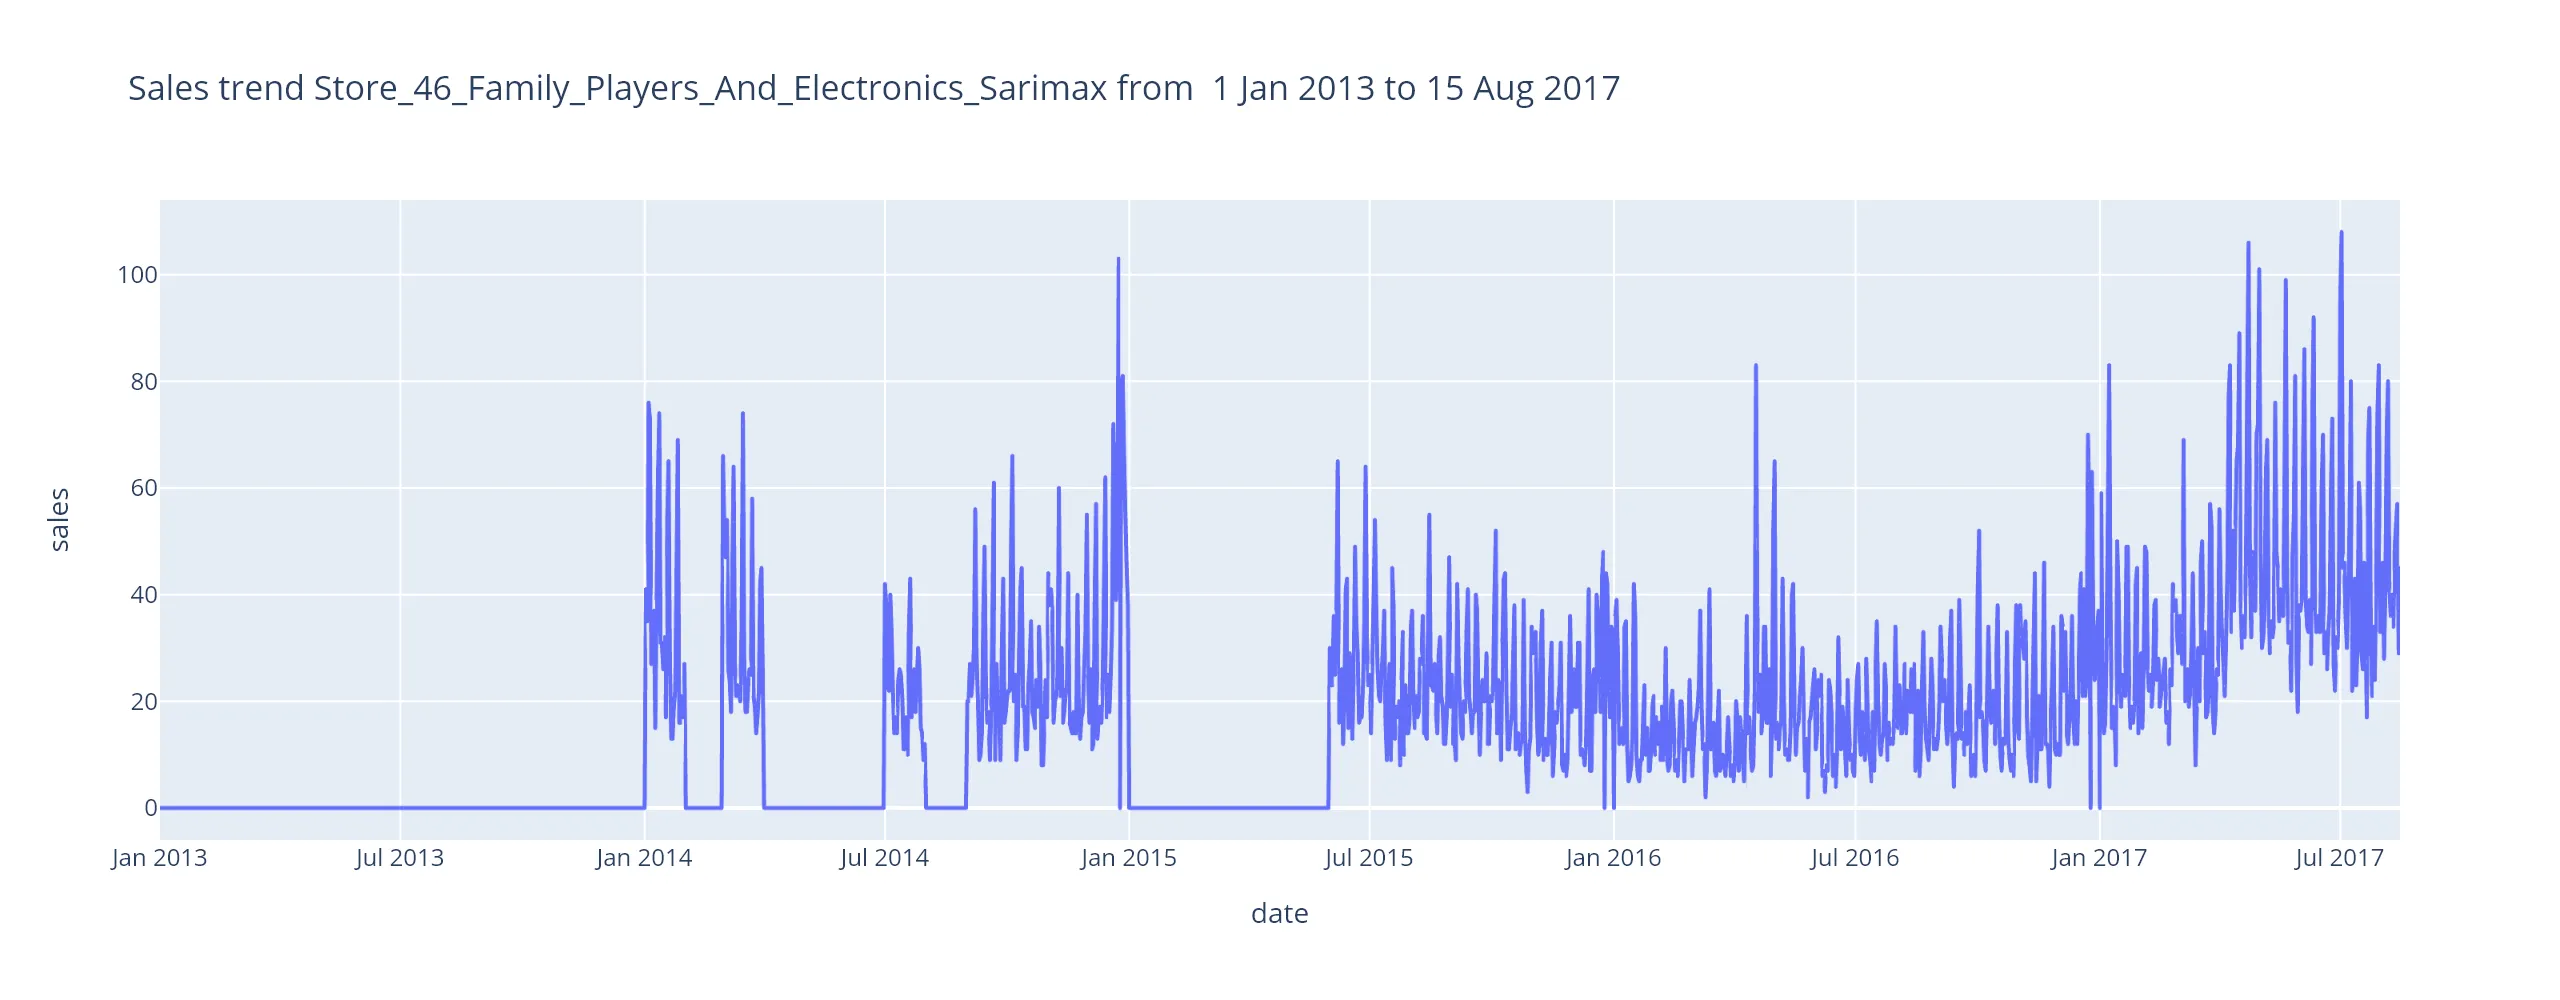 Sales trend Store_46_Family_Players_And_Electronics_Sarimax from  1 Jan 2013 to 15 Aug 2017
100
80
60
40
20
0
sales
Jan 2013
Jul 2013
Jan 2014
Jul 2014
Jan 2015
Jul 2015
Jan 2016
Jul 2016
Jan 2017
Jul 2017
date